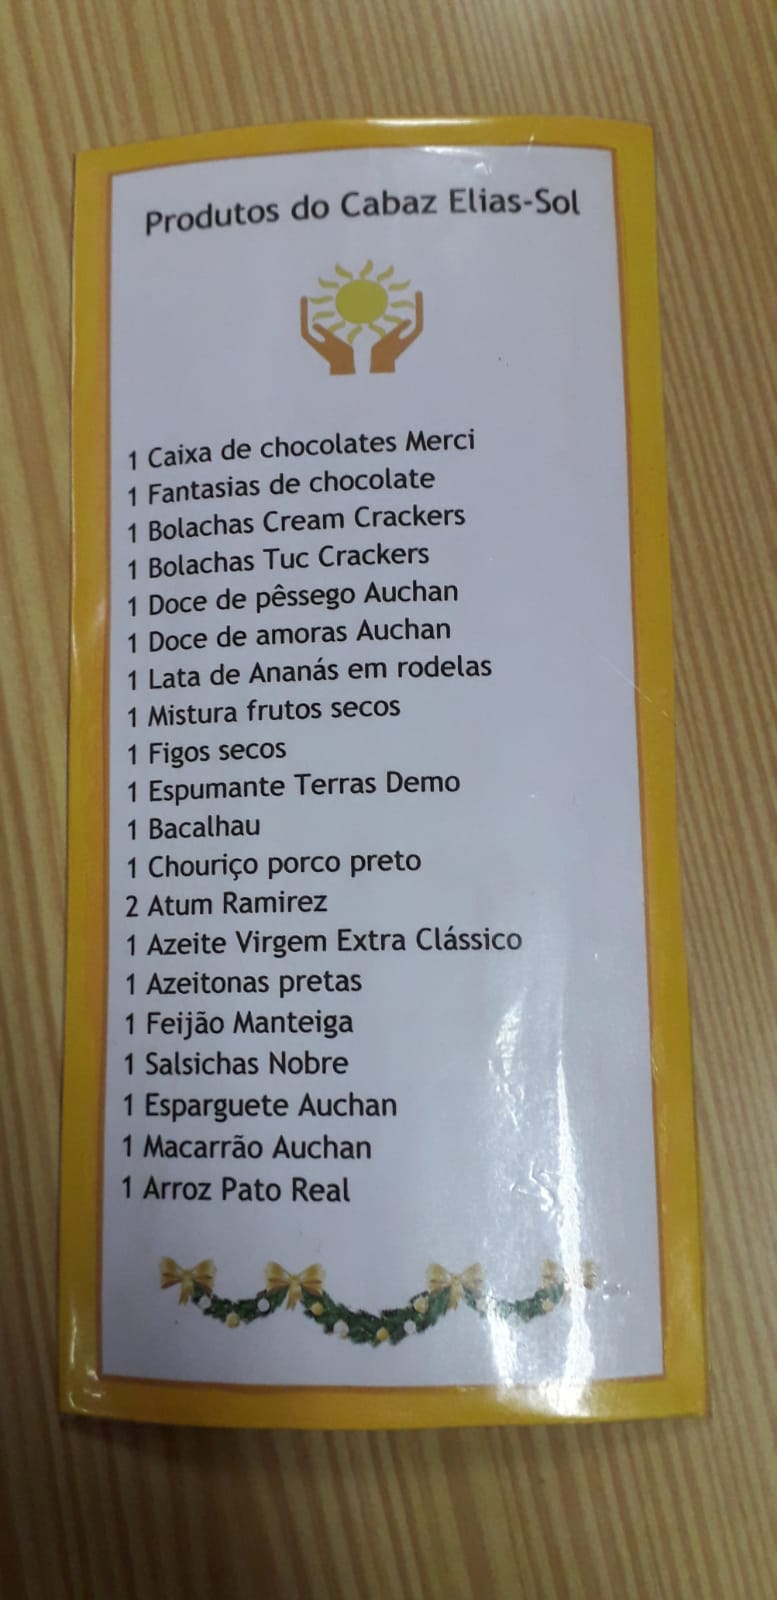 Produtos do Cabaz Elias-Sol
1 Caixa de chocolates Merci
1 Fantasias de chocolate
1 Bolachas Cream Crackers
1 Bolachas Tuc Crackers
1 Doce de pêssego Auchan
1 Doce de amoras Auchan
1 Lata de Ananás em rodelas
1 Mistura frutos secos
1 Figos secos
1 Espumante Terras Demo
1 Bacalhau
1 Chouriço porco preto
2 Atum Ramirez
1 Azeite Virgem Extra Clássico
1 Azeitonas pretas
1 Feijão Manteiga
1 Salsichas Nobre
1 Esparguete Auchan
1 Macarrão Auchan
1 Arroz Pato Real